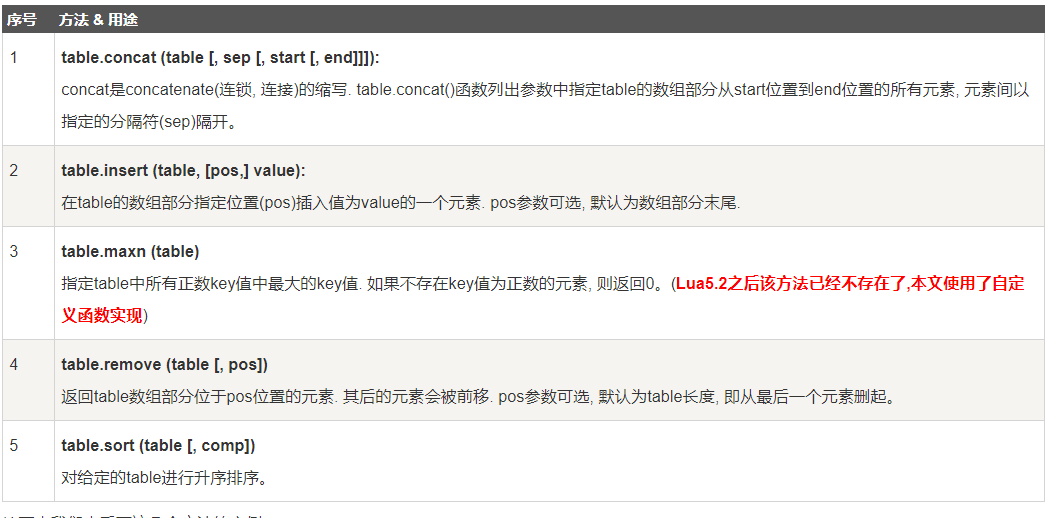 序号 方法 & 用途
1 table.concat (table [, sep [, start [, end]]]):
concat是concatenate(连锁, 连接)的缩写. table.concat()函数列出参数中指定table的数组部分从start位置到end位置的所有元素, 元素间以
指定的分隔符(sep)隔开。
2 table.insert (table, [pos,] value):
在table的数组部分指定位置(pos)插入值为value的一个元素. pos参数可选, 默认为数组部分末尾.
3 table.maxn (table)
指定table中所有正数key值中最大的key值. 如果不存在key值为正数的元素, 则返回0。(Lua5.2之后该方法已经不存在了,本文使用了自定
义函数实现)
4 table.remove (table [, pos])
返回table数组部分位于pos位置的元素. 其后的元素会被前移. pos参数可选, 默认为table长度, 即从最后一个元素删起。
5 table.sort (table [, comp])
对给定的table进行升序排序。